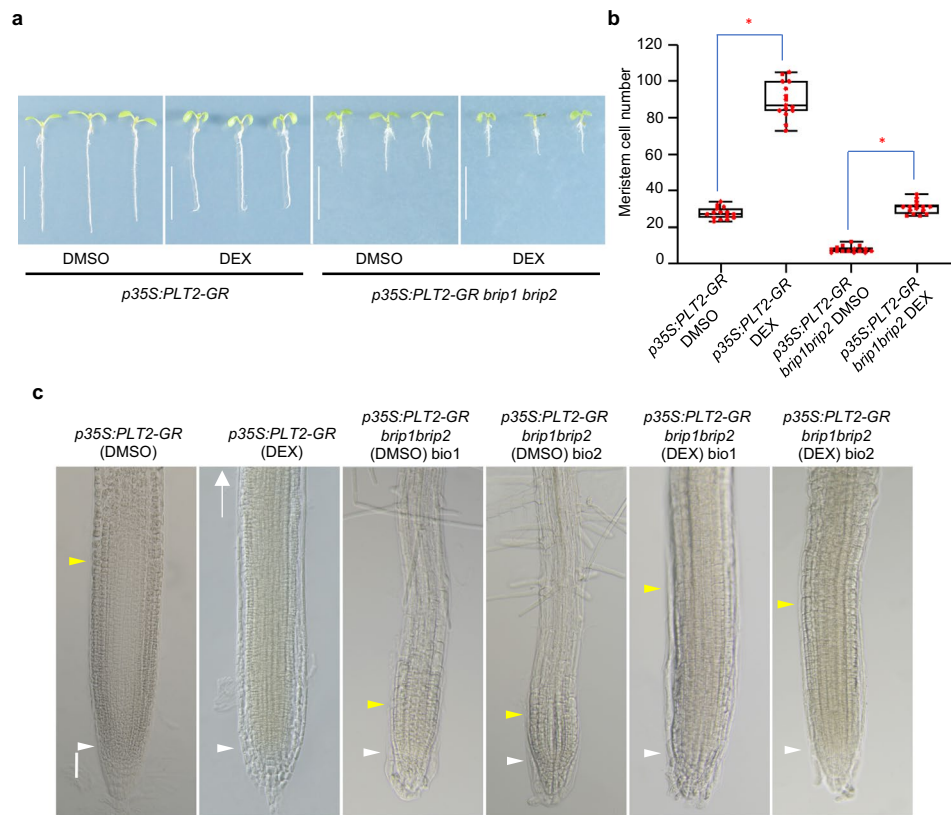 a
DMSO
DEX
DMSO
DEX
p35S:PLT2-GR
p35S:PLT2-GR brip1 brip2
b
Meristem cell number
120
100
80
60
40
20
0
*
*
p35S:PLT2-GR
DMSO
p35S:PLT2-GR
DEX
p35S:PLT2-GR
brip1brip2 DMSO
p35S:PLT2-GR
brip1brip2 DEX
c
p35S:PLT2-GR
(DMSO)
p35S:PLT2-GR
(DEX)
p35S:PLT2-GR
brip1brip2
(DMSO) bio1
p35S:PLT2-GR
brip1brip2
(DMSO) bio2
p35S:PLT2-GR
brip1brip2
(DEX) bio1
p35S:PLT2-GR
brip1brip2
(DEX) bio2